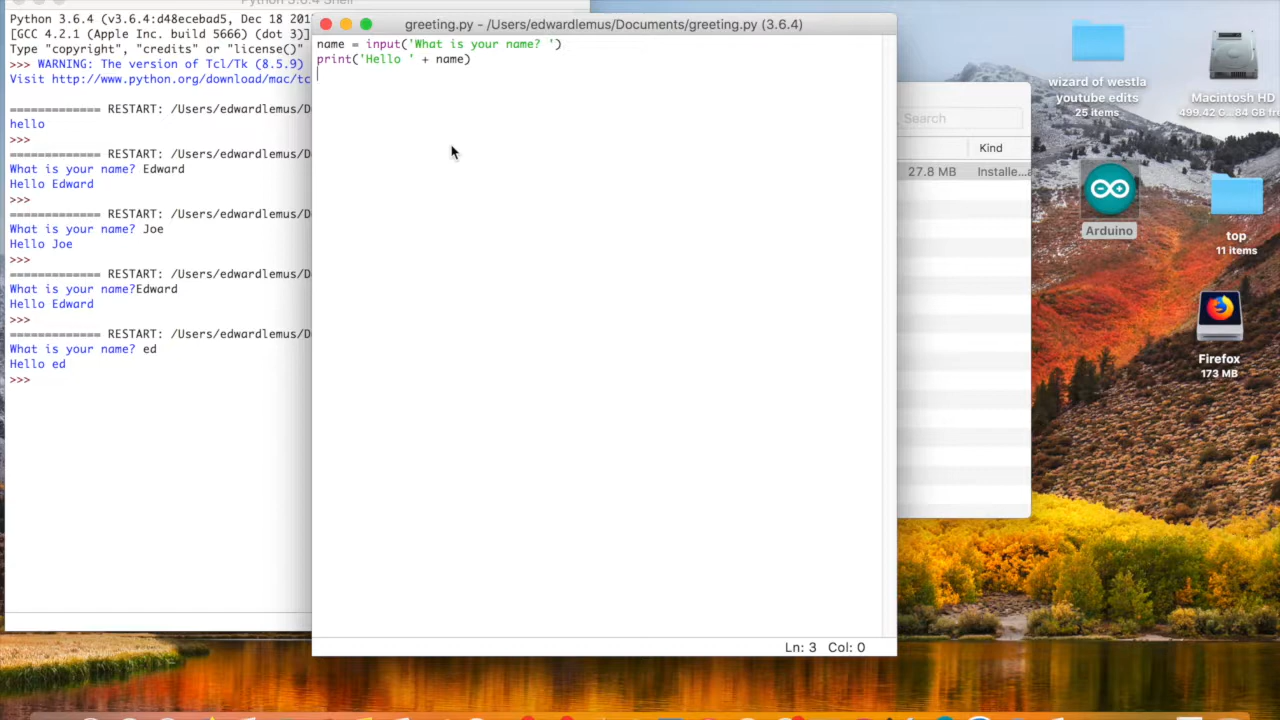 Python 3.6.4 Shell
Python 3.6.4 (v3.6.4:d48ecebad5, Dec 18 201
[GCC 4.2.1 (Apple Inc. build 5666) (dot 3)]
Type "copyright", "credits" or "license()"
>>> WARNING: The version of Tcl/Tk (8.5.9)
Visit http://www.python.org/download/mac/tc
============= RESTART: /Users/edwardlemus/D
hello
>>>
============= RESTART: /Users/edwardlemus/D
What is your name? Edward
Hello Edward
>>>
============= RESTART: /Users/edwardlemus/D
What is your name? Joe
Hello Joe
>>>
============= RESTART: /Users/edwardlemus/D
What is your name?Edward
Hello Edward
>>>
============= RESTART: /Users/edwardlemus/D
What is your name? ed
Hello ed
>>>
greeting.py - /Users/edwardlemus/Documents/greeting.py (3.6.4)
name = input('What is your name? ')
print('Hello ' + name)
Ln: 3 Col: 0
Search
Kind
27.8 MB Installe...a
wizard of westla
youtube edits
25 items
Macintosh HD
499.42 G... 84 GB fr
Arduino
top
11 items
Firefox
173 MB